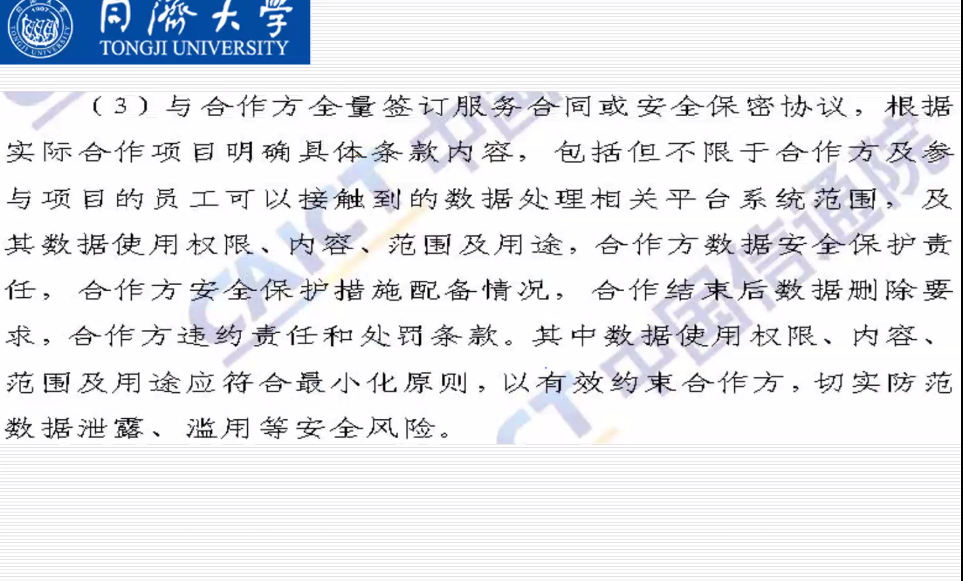 同濟大學
TONGJI UNIVERSITY
（3）与合作方全量签订服务合同或安全保密协议，根据
实际合作项目明确具体条款内容，包括但不限于合作方及参
与项目的员工可以接触到的数据处理相关平台系统范围，及
其数据使用权限、内容、范围及用途，合作方数据安全保护责
任，合作方安全保护措施配备情况，合作结束后数据删除要
求，合作方违约责任和处罚条款。其中数据使用权限、内容、
范围及用途应符合最小化原则，以有效约束合作方，切实防范
数据泄露、滥用等安全风险。
CAICT 中国信通院